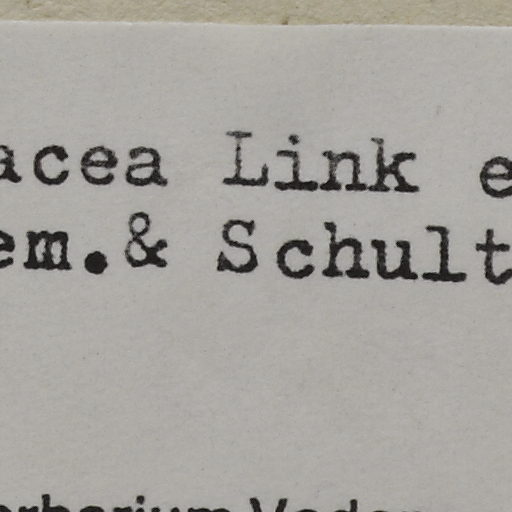 acea Link e
em.& Schult